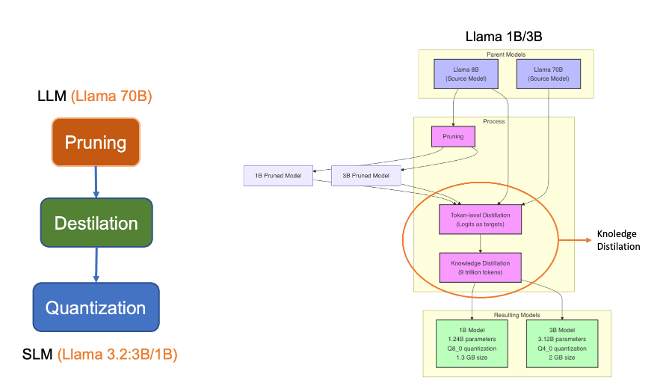 LLM (Llama 70B)
Pruning
Destilation
Quantization
SLM (Llama 3.2:3B/1B)
Llama 1B/3B
Parent Models
Llama 8B
(Source Model)
Llama 70B
(Source Model)
Process
Pruning
1B Pruned Model
3B Pruned Model
Token-level Distillation
(Logits as targets)
Knowledge Distillation
(9 trillion tokens)
Knoledge
Distilation
Resulting Models
1B Model
1.24B parameters
Q8_0 quantization
1.3 GB size
3B Model
3.12B parameters
Q4_0 quantization
2 GB size